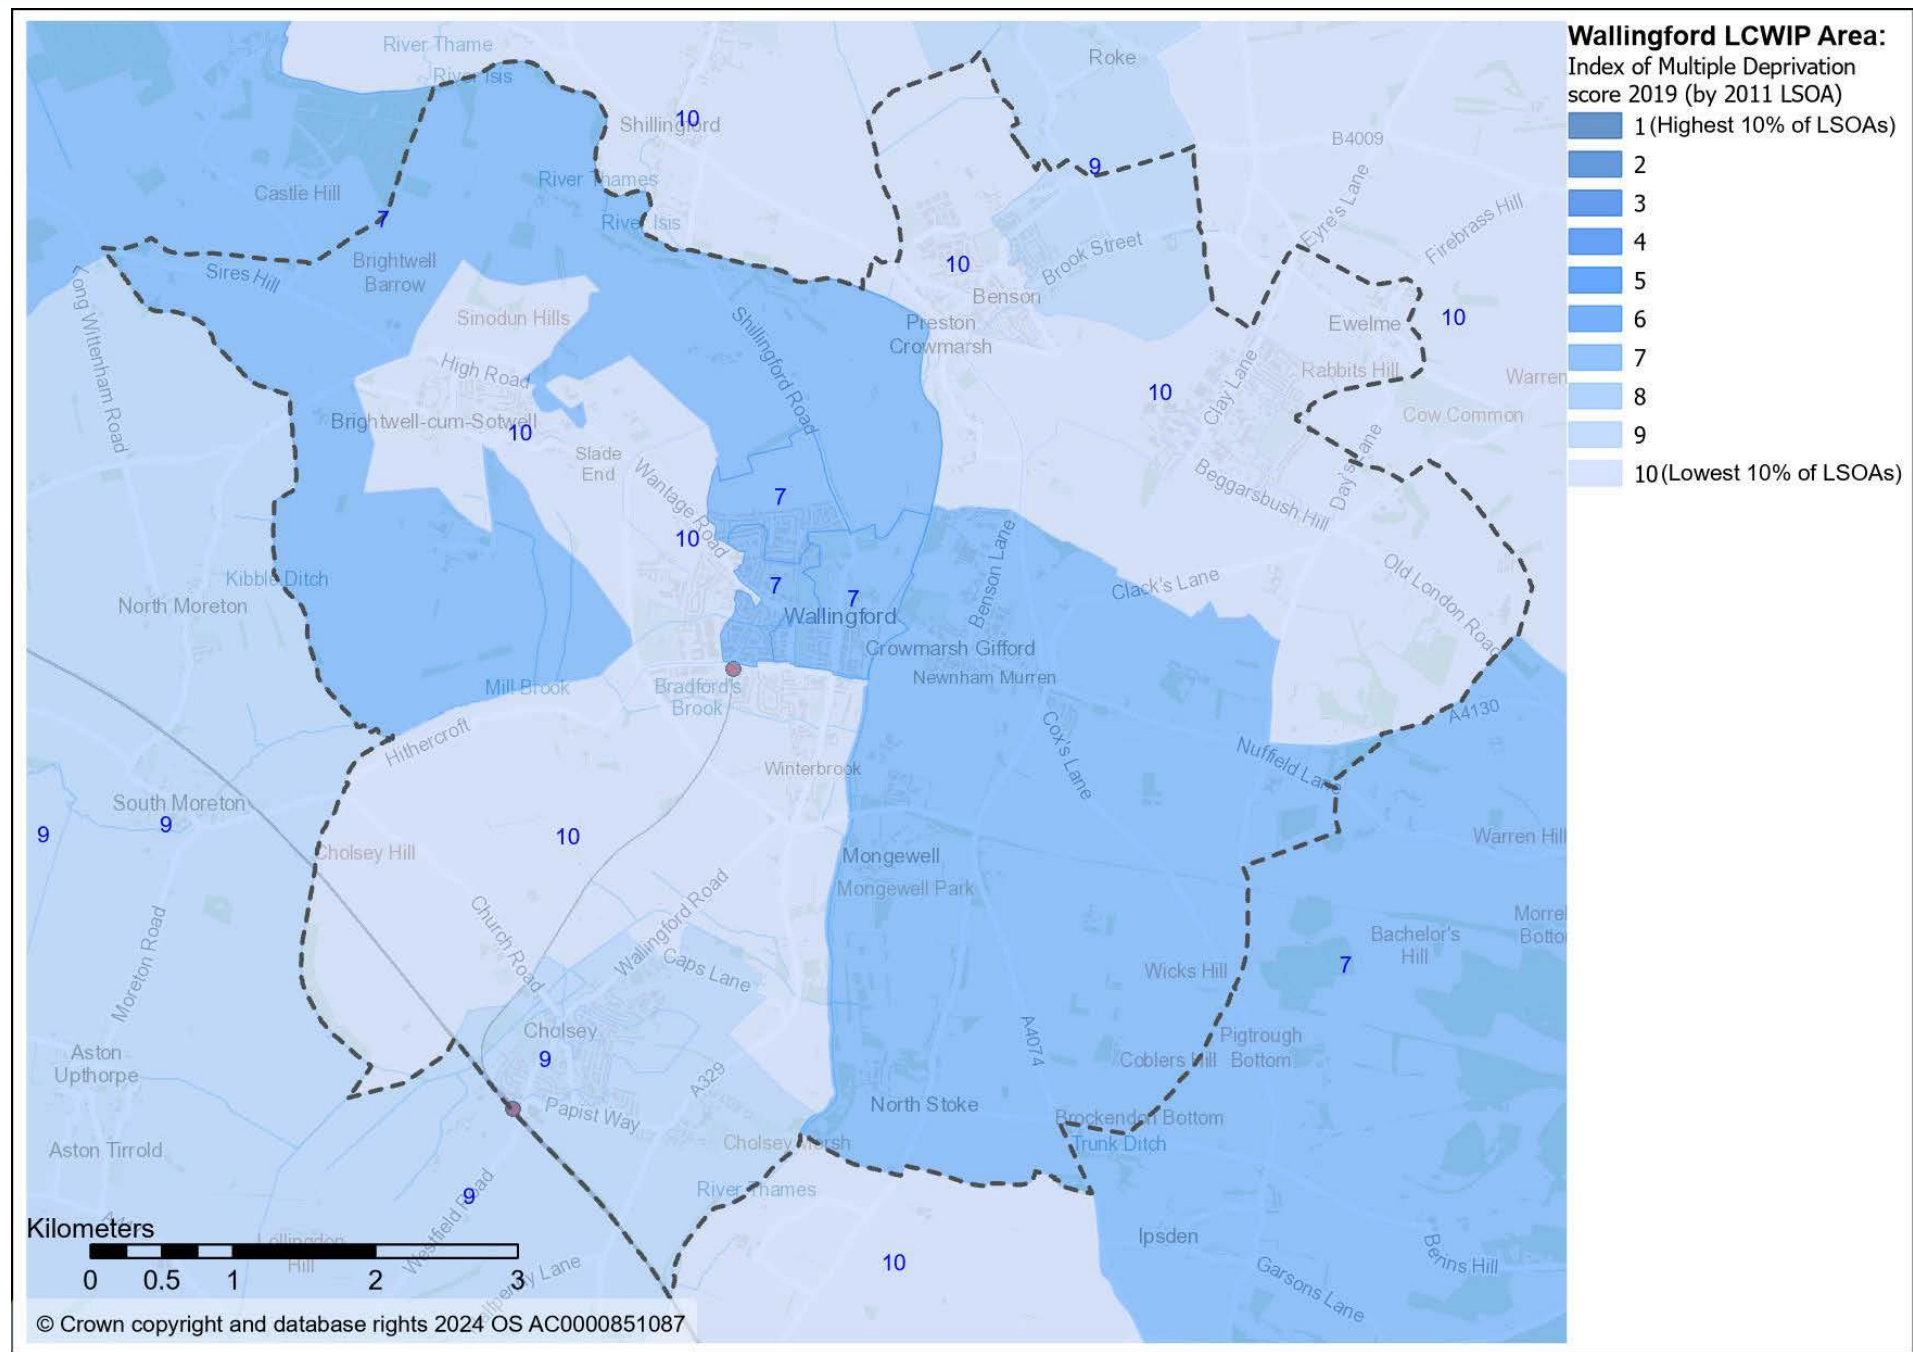 Wallingford LCWIP Area:
Index of Multiple Deprivation
score 2019 (by 2011 LSOA)
1 (Highest 10% of LSOAs)
2
3
4
5
6
7
8
9
10 (Lowest 10% of LSOAs)
River Thame
River Isis
Roke
10
Shillingford
B4009
9
Castle Hill
River Thames
Eyre's Lane
7
River Isis
Firebrass Hill
Brook Street
Brightwell
Barrow
10
Sires Hill
Long Wittenham Road
Benson
Sinodun Hills
Shillingford Road
Preston
Crowmarsh
Ewelme
10
High Road
Rabbits Hill
Warren
10
Clay Lane
Cow Common
Brightwell-cum-Sotwell
10
Slade
End
Day's Lane
Wantage Road
7
Beggarsbush Hill
10
Benson Lane
Old London Road
Kibble Ditch
7
7
Clack's Lane
North Moreton
Wallingford
Crowmarsh Gifford
Newnham Murren
Mill Brook
Bradford's
Brook
A4130
Hithercroft
Cox's Lane
Nuffield Lane
Winterbrook
South Moreton
9
9
10
Warren Hill
Cholsey Hill
Mongewell
Mongewell Park
Church Road
Wallingford Road
Moreton Road
Bachelor's
Hill
Caps Lane
Wicks Hill
7
Cholsey
9
A4074
Pigtrough
Bottom
Coblers Hill
Aston
Upthorpe
A329
North Stoke
Papist Way
Brockendon Bottom
Trunk Ditch
Aston Tirrold
Cholsey Marsh
9
River Thames
Westfield Road
Ipsden
Kilometers
Lollingdon
Hill
10
Berins Hill
Garsons Lane
Lane
0 0.5 1 2 3
© Crown copyright and database rights 2024 OS AC0000851087